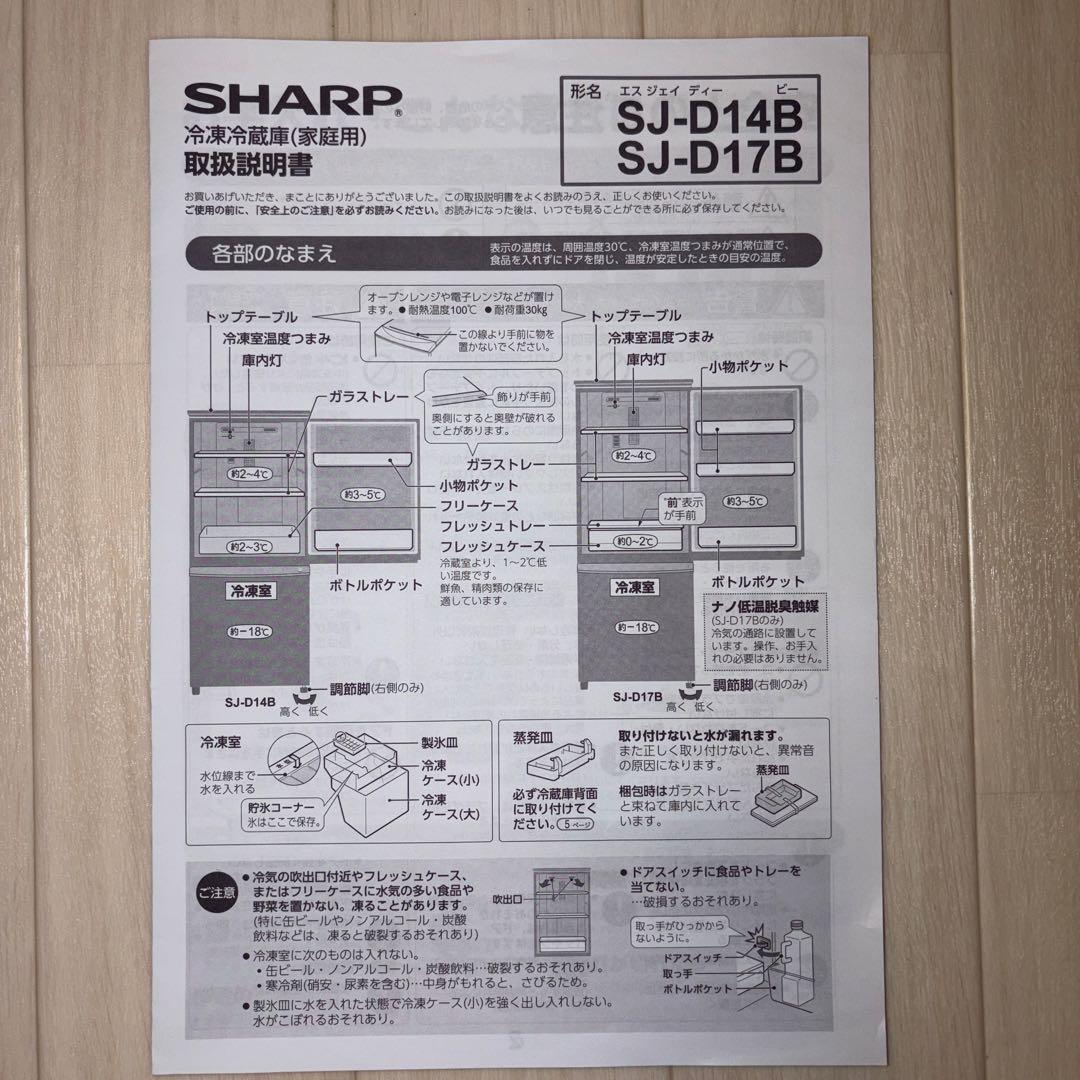 SHARP®
冷凍冷蔵庫(家庭用)
取扱説明書
形名 エス ジェイ ディー ビー
SJ-D14B
SJ-D17B
お買いあげいただき、まことにありがとうございました。この取扱説明書をよくお読みのうえ、正しくお使いください。
ご使用の前に、「安全上のご注意」を必ずお読みください。お読みになった後は、いつでも見ることができる所に必ず保存してください。
各部のなまえ
表示の温度は、周囲温度30℃、冷凍室温度つまみが通常位置で、
食品を入れずにドアを閉じ、温度が安定したときの目安の温度。
オーブンレンジや電子レンジなどが置け
ます。●耐熱温度100℃ ●耐荷重30kg
この線より手前に物を
置かないでください。
トップテーブル
冷凍室温度つまみ
庫内灯
ガラストレー
飾りが手前
奥側にすると奥壁が破れる
ことがあります。
トップテーブル
冷凍室温度つまみ
庫内灯
小物ポケット
約2~4℃
約3~5℃
約2~3℃
冷凍室
約−18℃
ガラストレー
小物ポケット
フリーケース
フレッシュトレー
フレッシュケース
冷蔵室より、1~2℃低
い温度です。
鮮魚、精肉類の保存に
適しています。
ボトルポケット
約2~4℃
"前"表示
が手前
約3~5℃
約0~2℃
冷凍室
約−18℃
ボトルポケット
ナノ低温脱臭触媒
(SJ-D17Bのみ)
冷気の通路に設置して
います。操作、お手入
れの必要はありません。
SJ-D14B
調節脚(右側のみ)
高く 低く
SJ-D17B
調節脚(右側のみ)
高く 低く
冷凍室
水位線まで
水を入れる
貯氷コーナー
氷はここで保存。
製氷皿
冷凍
ケース(小)
冷凍
ケース(大)
蒸発皿
必ず冷蔵庫背面
に取り付けてく
ださい。5ページ
取り付けないと水が漏れます。
また正しく取り付けないと、異常音
の原因になります。
蒸発皿
梱包時はガラストレー
と束ねて庫内に入れて
います。
ご注意
●冷気の吹出口付近やフレッシュケース、
またはフリーケースに水気の多い食品や
野菜を置かない。凍ることがあります。
(特に缶ビールやノンアルコール・炭酸
飲料などは、凍ると破裂するおそれあり)
吹出口
●冷凍室に次のものは入れない。
・缶ビール・ノンアルコール・炭酸飲料…破裂するおそれあり。
・寒冷剤(硝安・尿素を含む)…中身がもれると、さびるため。
●製氷皿に水を入れた状態で冷凍ケース(小)を強く出し入れしない。
水がこぼれるおそれあり。
●ドアスイッチに食品やトレーを
当てない。
…破損するおそれあり。
取っ手がひっかから
ないように。
ドアスイッチ
取っ手
ボトルポケット